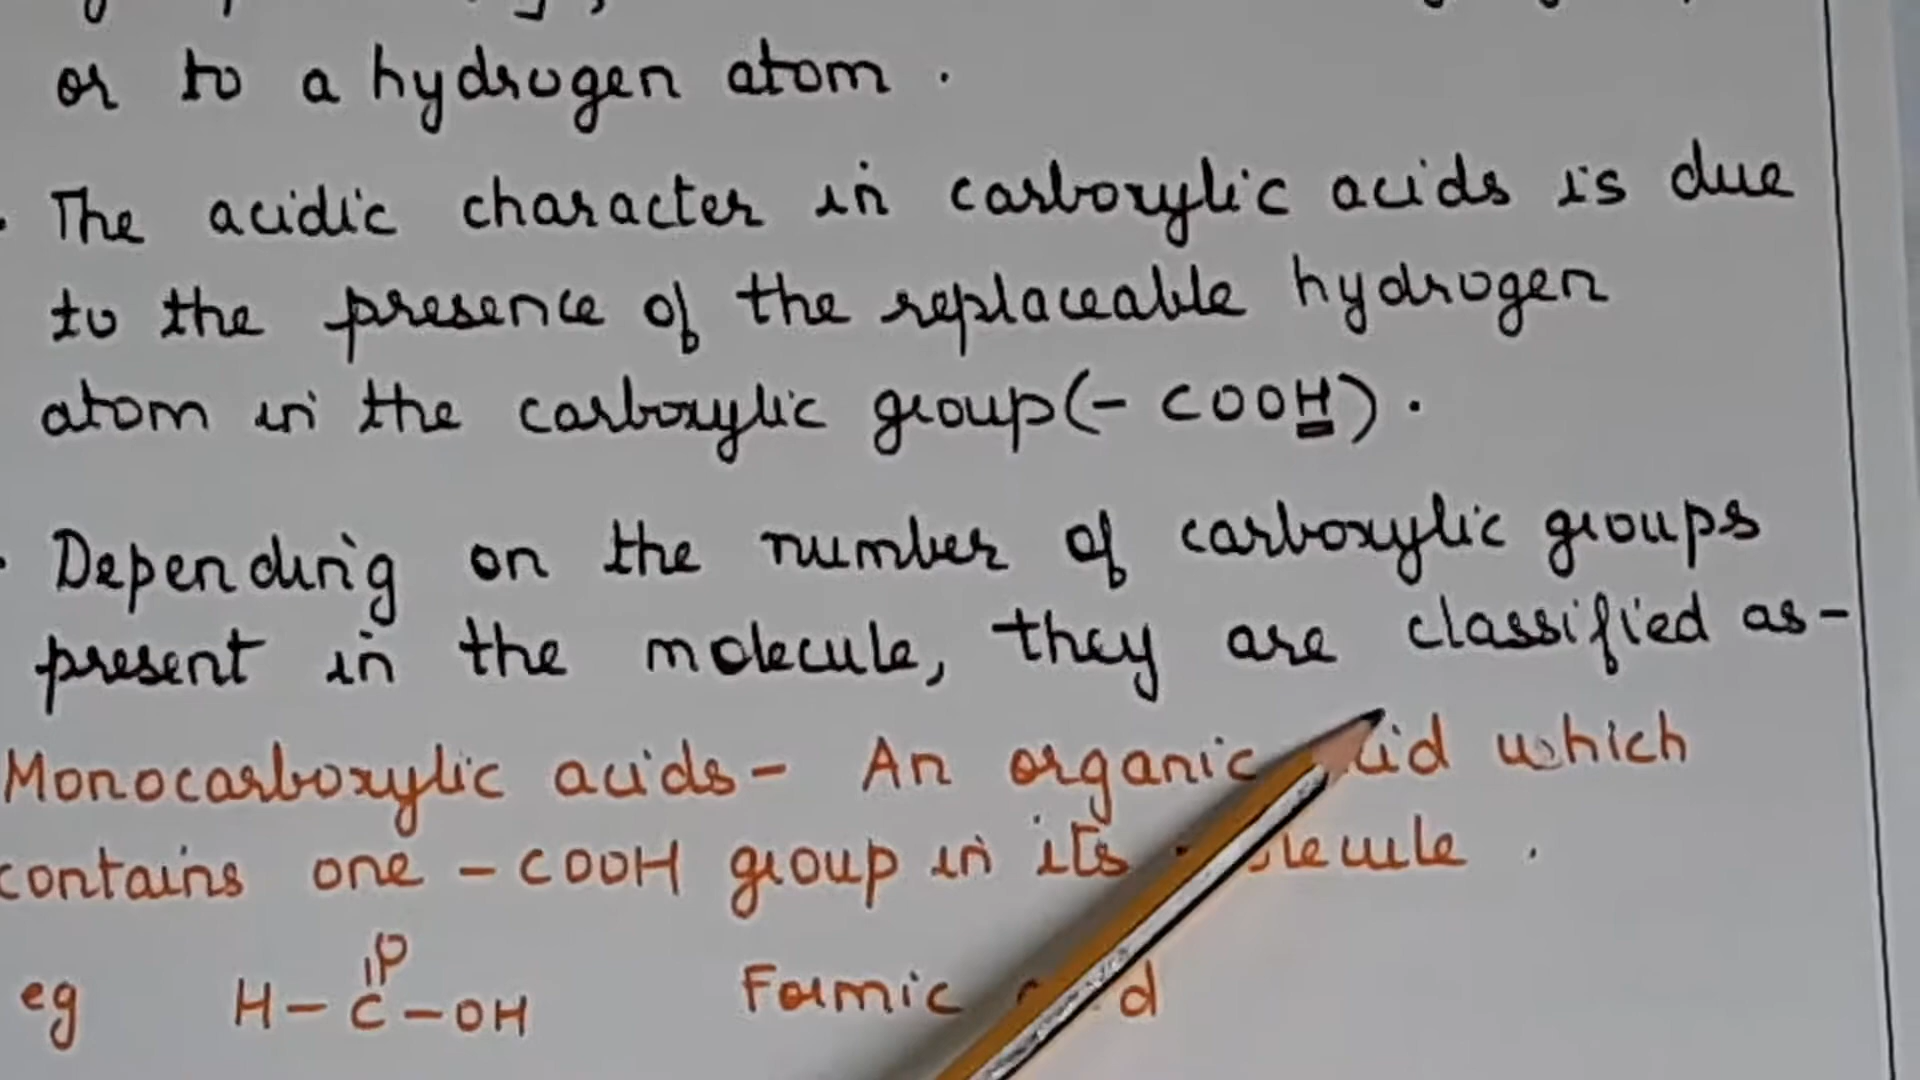 or to a hydrogen atom .
The acidic character in carboxylic acids is due
to the presence of the replaceable hydrogen
atom in the carboxylic group (- COOH) .
Depending on the number of carboxylic groups
present in the molecule, they are classified as -
Monocarboxylic acids - An organic which
contains one - COOH group in its .
O
eg H - C - OH Formic